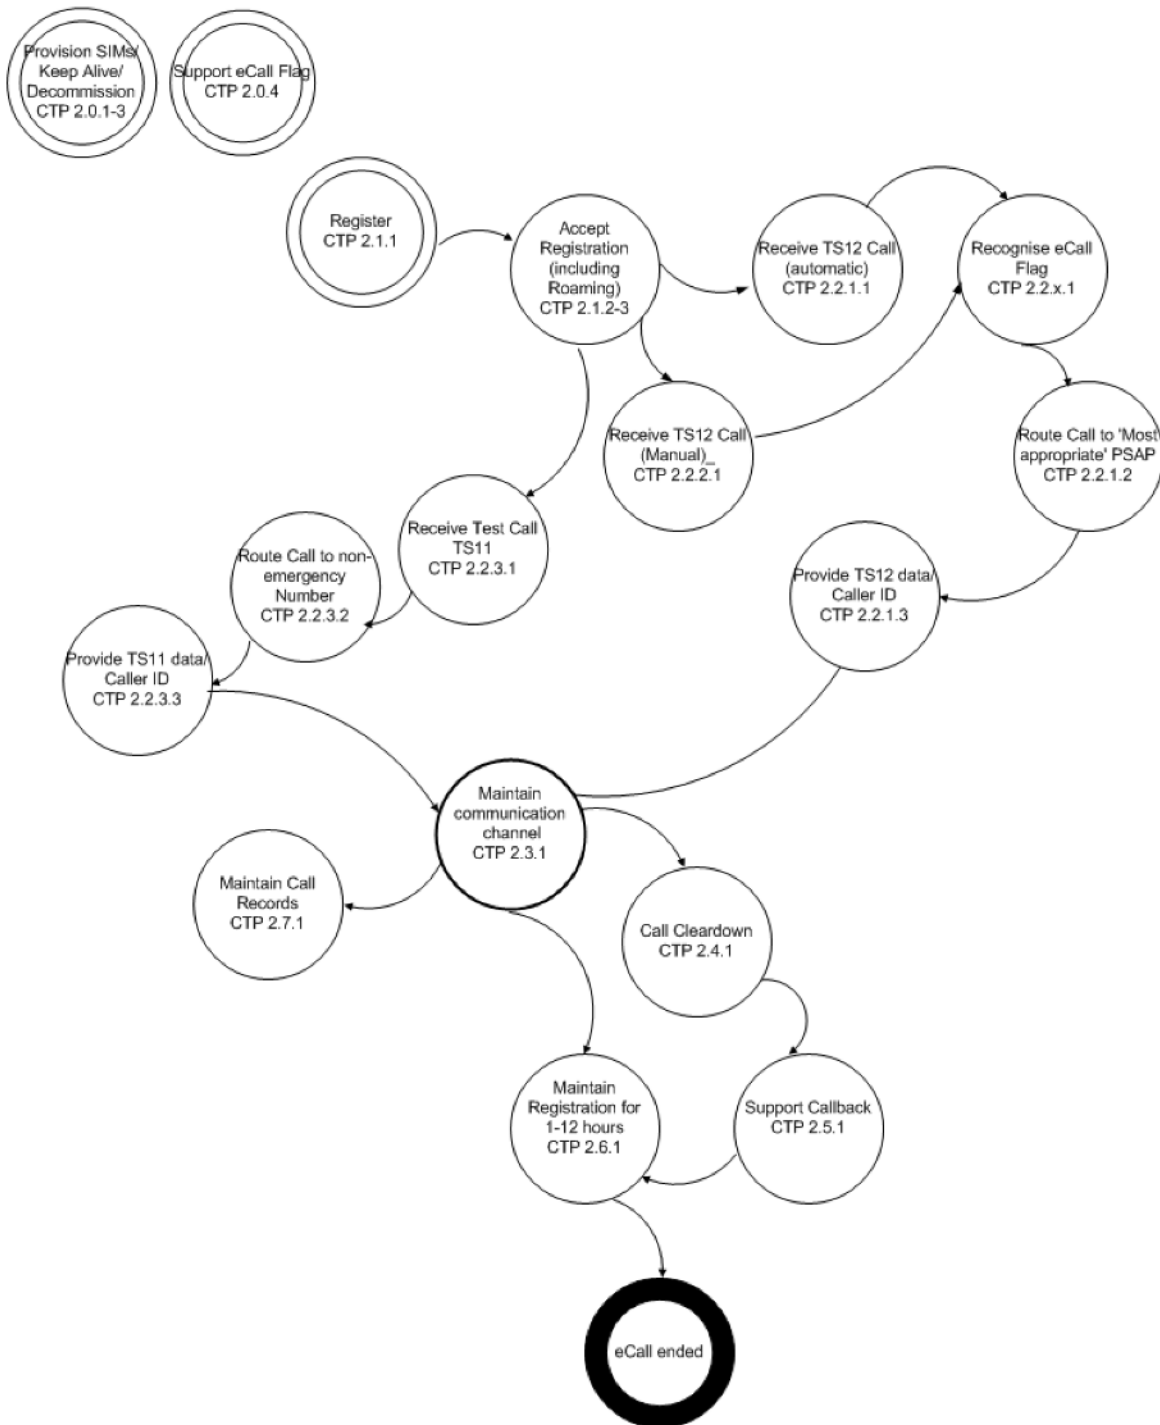 Provision SIMs/
Keep Alive/
Decommission
CTP 2.0.1-3
Support eCall Flag
CTP 2.0.4
Register
CTP 2.1.1
Accept
Registration
(including
Roaming)
CTP 2.1.2-3
Receive TS12 Call
(automatic)
CTP 2.2.1.1
Recognise eCall
Flag
CTP 2.2.x.1
Receive TS12 Call
(Manual)_
CTP 2.2.2.1
Route Call to 'Most
appropriate' PSAP
CTP 2.2.1.2
Receive Test Call
TS11
CTP 2.2.3.1
Route Call to non-
emergency
Number
CTP 2.2.3.2
Provide TS12 data/
Caller ID
CTP 2.2.1.3
Provide TS11 data/
Caller ID
CTP 2.2.3.3
Maintain
communication
channel
CTP 2.3.1
Maintain Call
Records
CTP 2.7.1
Call Cleardown
CTP 2.4.1
Maintain
Registration for
1-12 hours
CTP 2.6.1
Support Callback
CTP 2.5.1
eCall ended